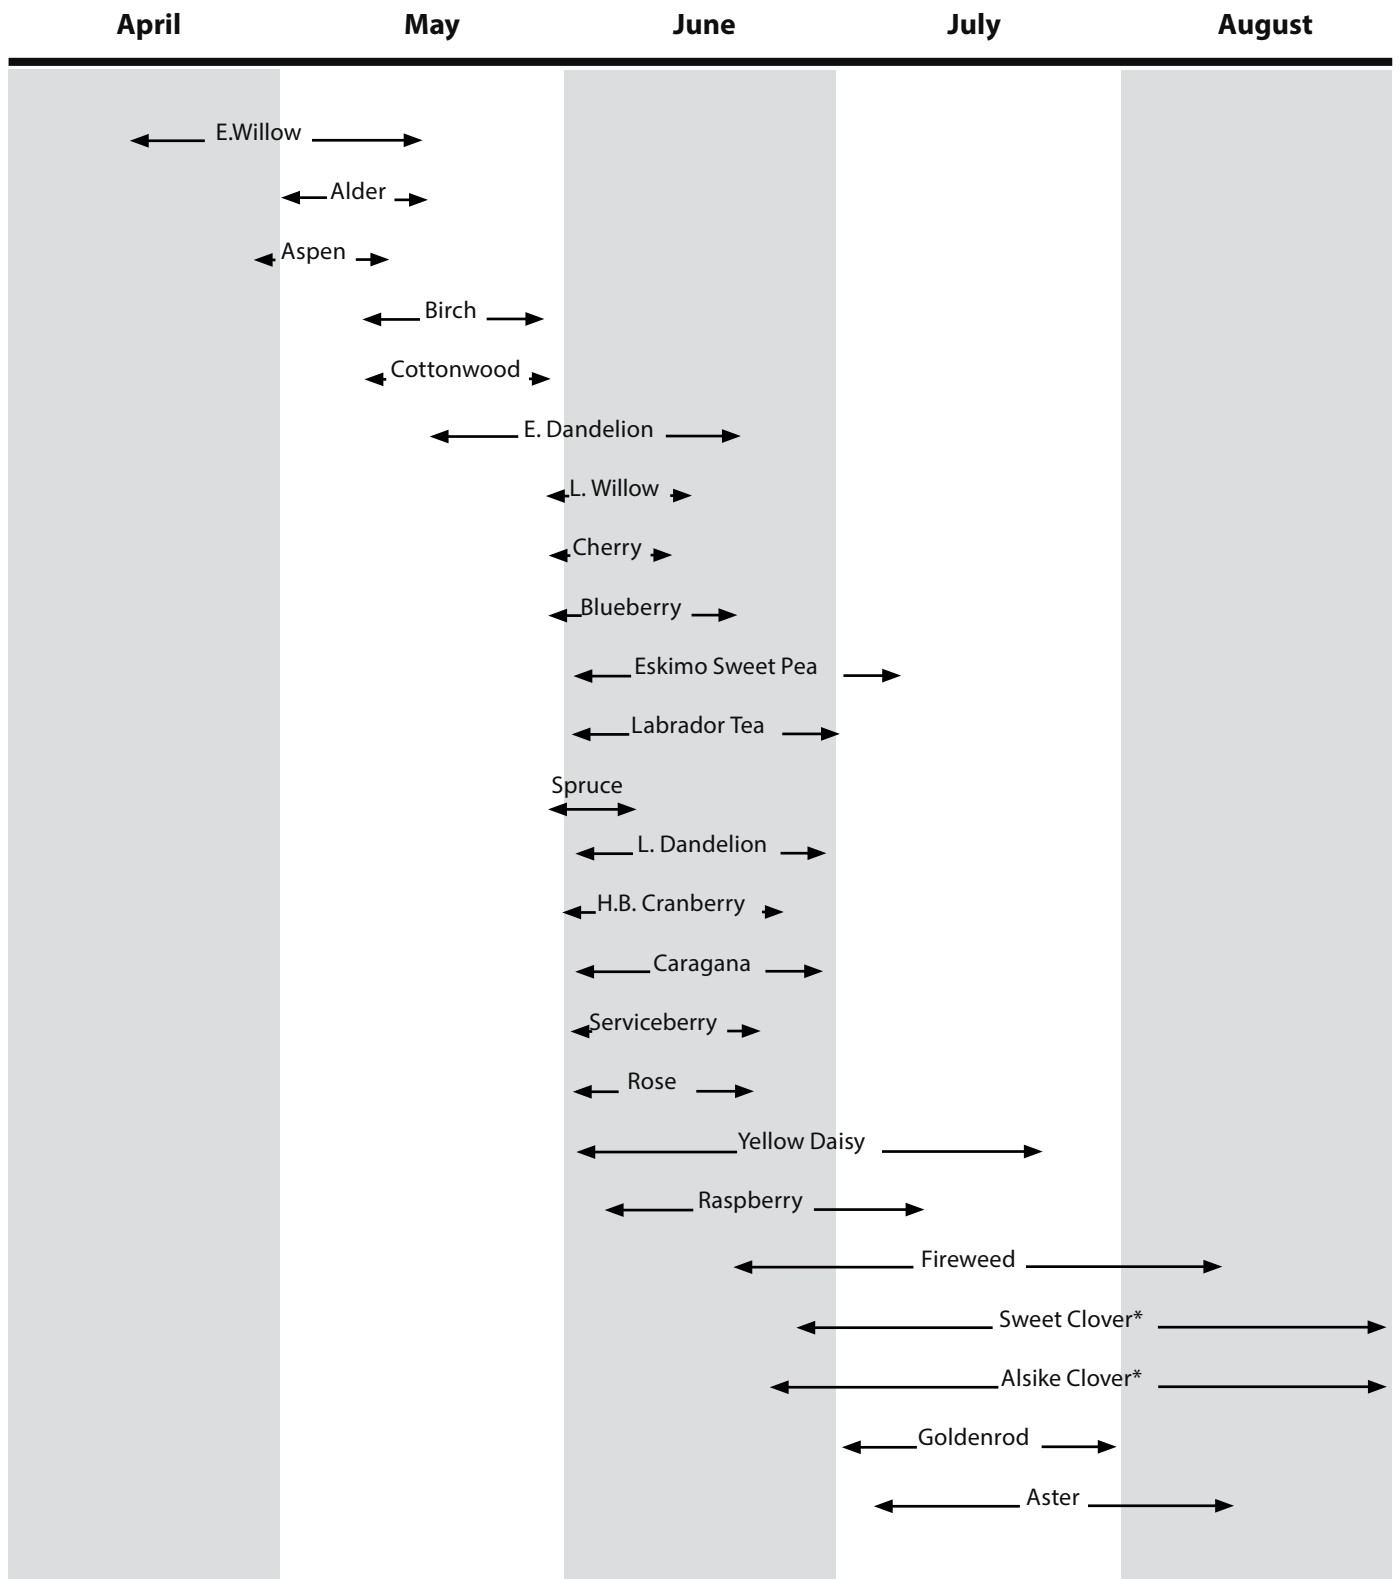 April May June July August
E.Willow
Alder
Aspen
Birch
Cottonwood
E. Dandelion
L. Willow
Cherry
Blueberry
Eskimo Sweet Pea
Labrador Tea
Spruce
L. Dandelion
H.B. Cranberry
Caragana
Serviceberry
Rose
Yellow Daisy
Raspberry
Fireweed
Sweet Clover*
Alsike Clover*
Goldenrod
Aster